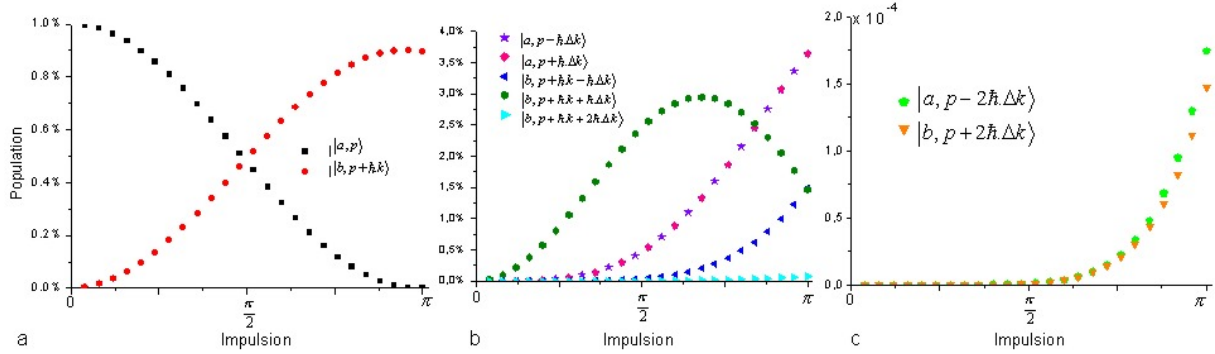 1.0%
0.8%
0.6%
0.4%
0.2%
0.0%
Population
|a, p⟩
|b, p+ħk⟩
0
π/2
π
a
Impulsion
4,0%
3,5%
3,0%
2,5%
2,0%
1,5%
1,0%
0,5%
0,0%
|a, p−ħΔk⟩
|a, p+ħΔk⟩
|b, p+ħk−ħΔk⟩
|b, p+ħk+ħΔk⟩
|b, p+ħk+2ħΔk⟩
0
π/2
π
b
Impulsion
× 10⁻⁴
2.0
1.5
1.0
0.5
0.0
|a, p−2ħ.Δk⟩
|b, p+2ħ.Δk⟩
0
π/2
π
c
Impulsion